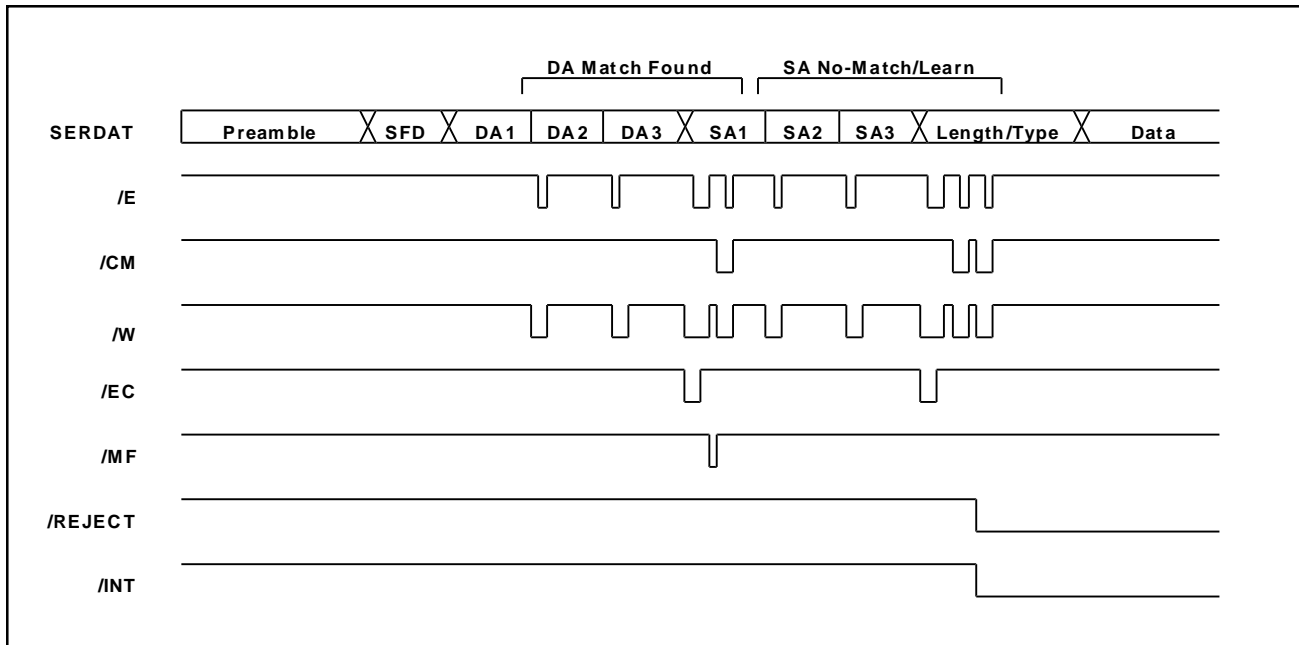 DA Match Found SA No-Match/Learn
SERDAT Preamble SFD DA1 DA2 DA3 SA1 SA2 SA3 Length/Type Data
/E
/CM
/W
/EC
/MF
/REJECT
/INT